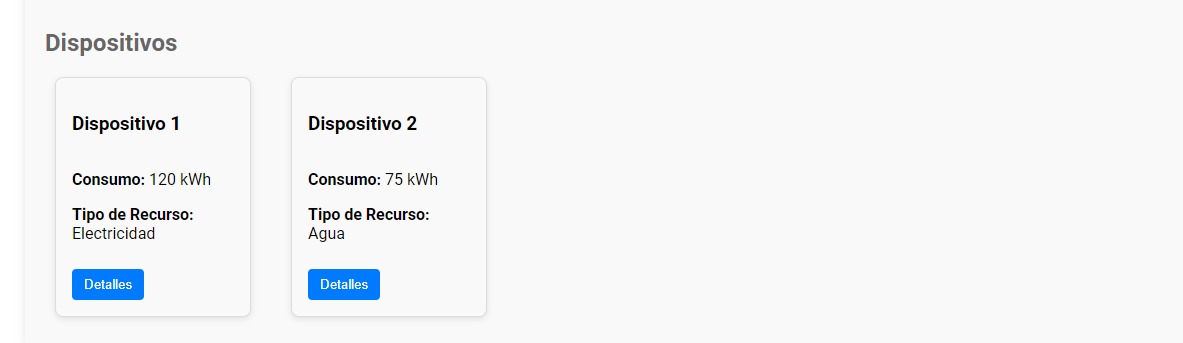 Dispositivos
Dispositivo 1
Consumo: 120 kWh
Tipo de Recurso:
Electricidad
Detalles
Dispositivo 2
Consumo: 75 kWh
Tipo de Recurso:
Agua
Detalles